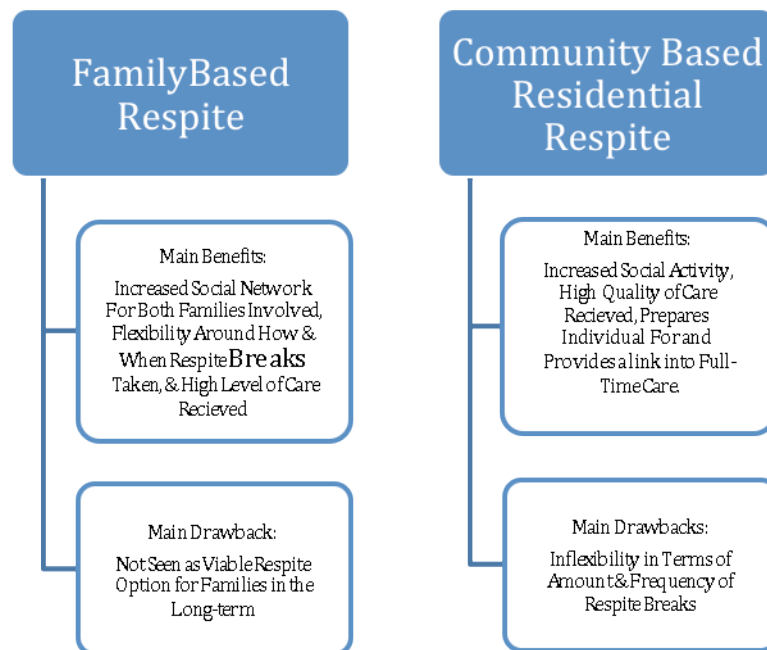 FamilyBased
Respite
Main Benefits:
Increased Social Network
For Both Families Involved,
Flexibility Around How &
When Respite Breaks
Taken, & High Level of Care
Recieved
Main Drawback:
Not Seen as Viable Respite
Option for Families in the
Long-term
Community Based
Residential
Respite
Main Benefits:
Increased Social Activity,
High Quality of Care
Recieved, Prepares
Individual For and
Provides a link into Full-
Time Care.
Main Drawbacks:
Inflexibility in Terms of
Amount & Frequency of
Respite Breaks